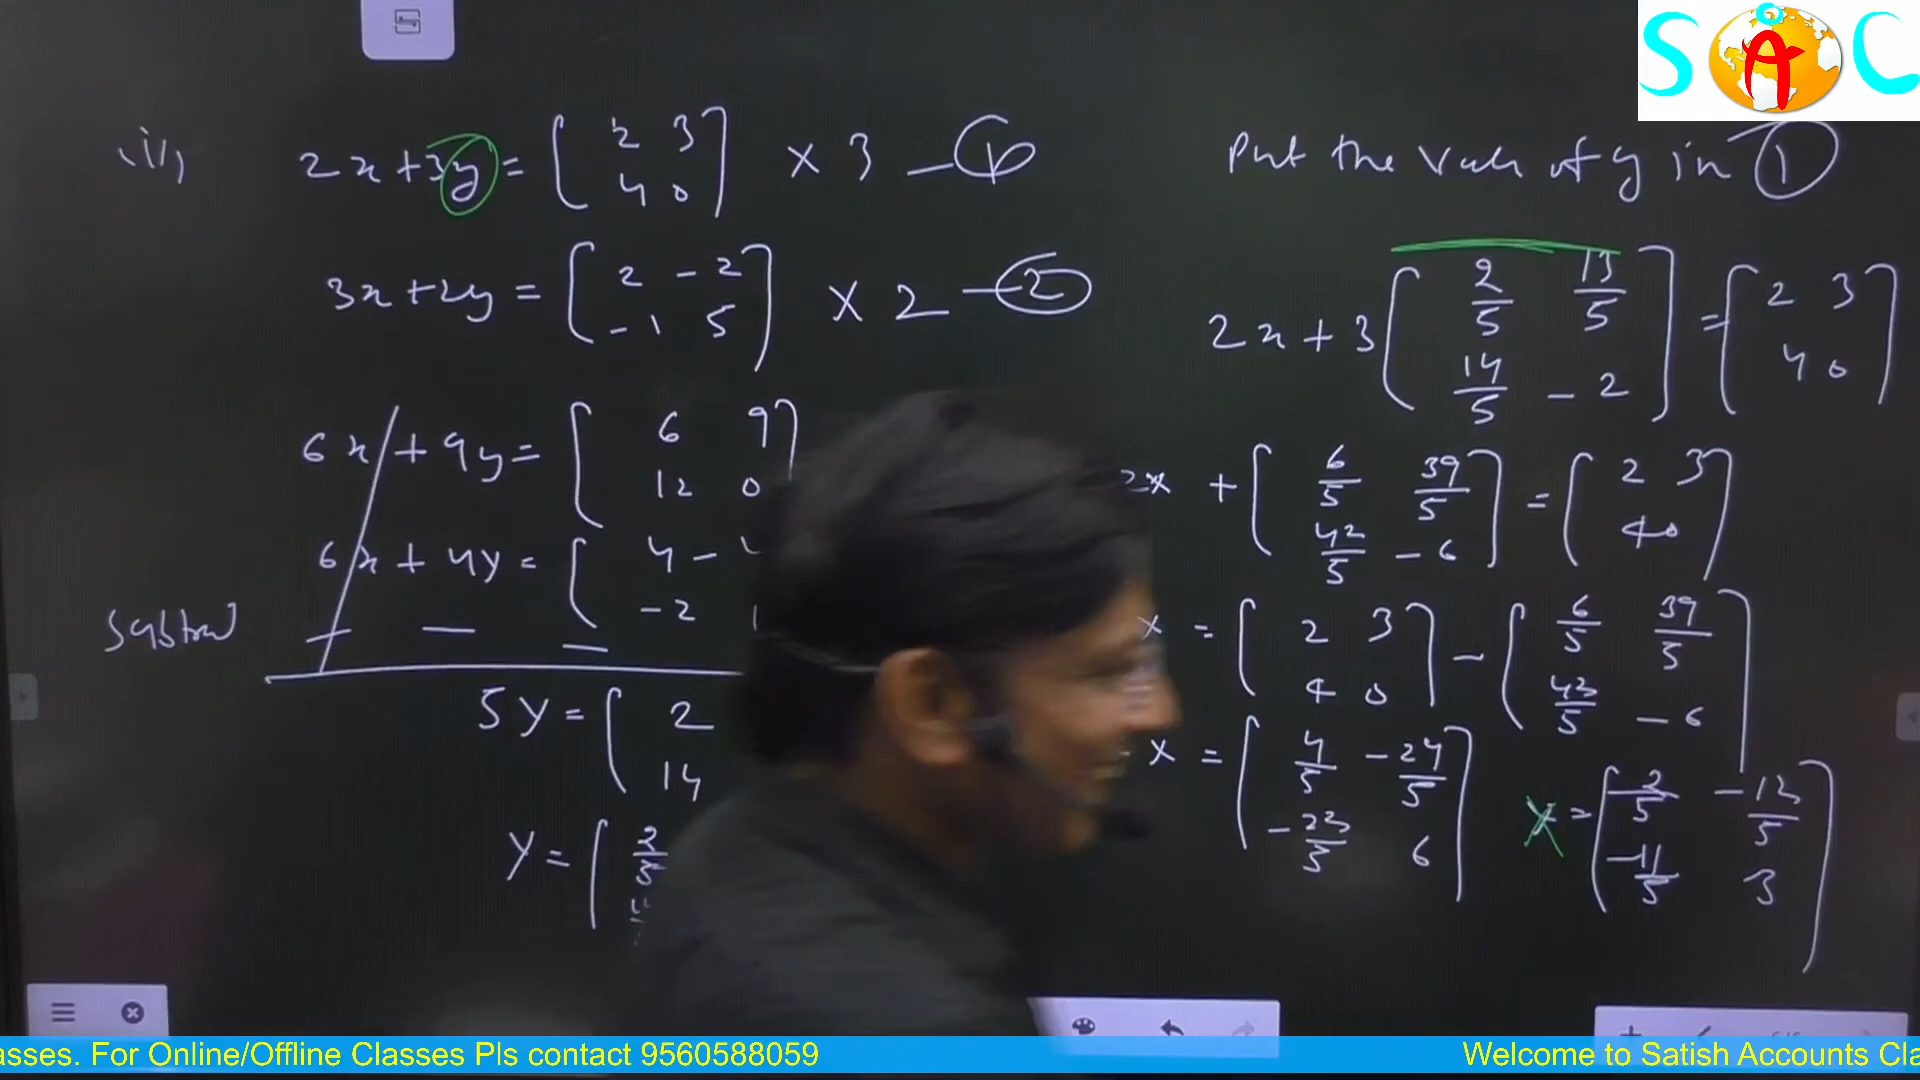 (ii) 2x + 3y = [ 2 3 × 3 — 1
4 0 ]
3x + 2y = [ 2 -2 × 2 — 2
-1 5 ]
6x + 9y = [ 6 9
12 0 ]
6x + 4y = [ 4 -
-2
— — —
5y = [ 2
14
y = [ 2/5
Put the of y in 1
2x + 3 [ 2/5 13/5 ] = [ 2 3 ]
14/5 -2 4 0
2x + [ 6/5 39/5 ] = [ 2 3 ]
42/5 -6 4 0
x = [ 2 3 ] - [ 6/5 39/5 ]
4 0 42/5 -6
x = [ 4/5 -24/5 ]
-22/5 6
x = [ 2/5 -12/5 ]
-11/5 3
S A C
asses. For Online/Offline Classes Pls contact 9560588059
Welcome to Satish Accounts Cla